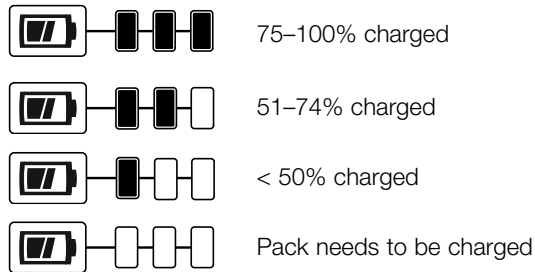 75–100% charged
51–74% charged
< 50% charged
Pack needs to be charged